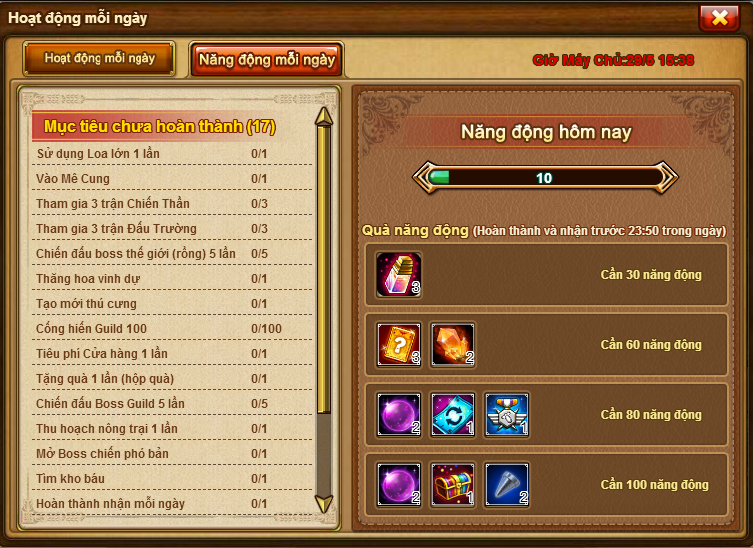 Hoạt động mỗi ngày
Hoạt động mỗi ngày
Năng động mỗi ngày
Giờ Máy Chủ:29/5 15:38
Mục tiêu chưa hoàn thành (17)
Sử dụng Loa lớn 1 lần 0/1
Vào Mê Cung 0/1
Tham gia 3 trận Chiến Thần 0/3
Tham gia 3 trận Đấu Trường 0/3
Chiến đấu boss thế giới (rồng) 5 lần 0/5
Thăng hoa vinh dự 0/1
Tạo mới thú cưng 0/1
Cống hiến Guild 100 0/100
Tiêu phí Cửa hàng 1 lần 0/1
Tặng quà 1 lần (hộp quà) 0/1
Chiến đấu Boss Guild 5 lần 0/5
Thu hoạch nông trại 1 lần 0/1
Mở Boss chiến phó bản 0/1
Tìm kho báu 0/1
Hoàn thành nhận mỗi ngày 0/1
Năng động hôm nay
10
Quà năng động (Hoàn thành và nhận trước 23:50 trong ngày)
3 Cần 30 năng động
3 2 Cần 60 năng động
2 1 1 Cần 80 năng động
2 1 2 Cần 100 năng động